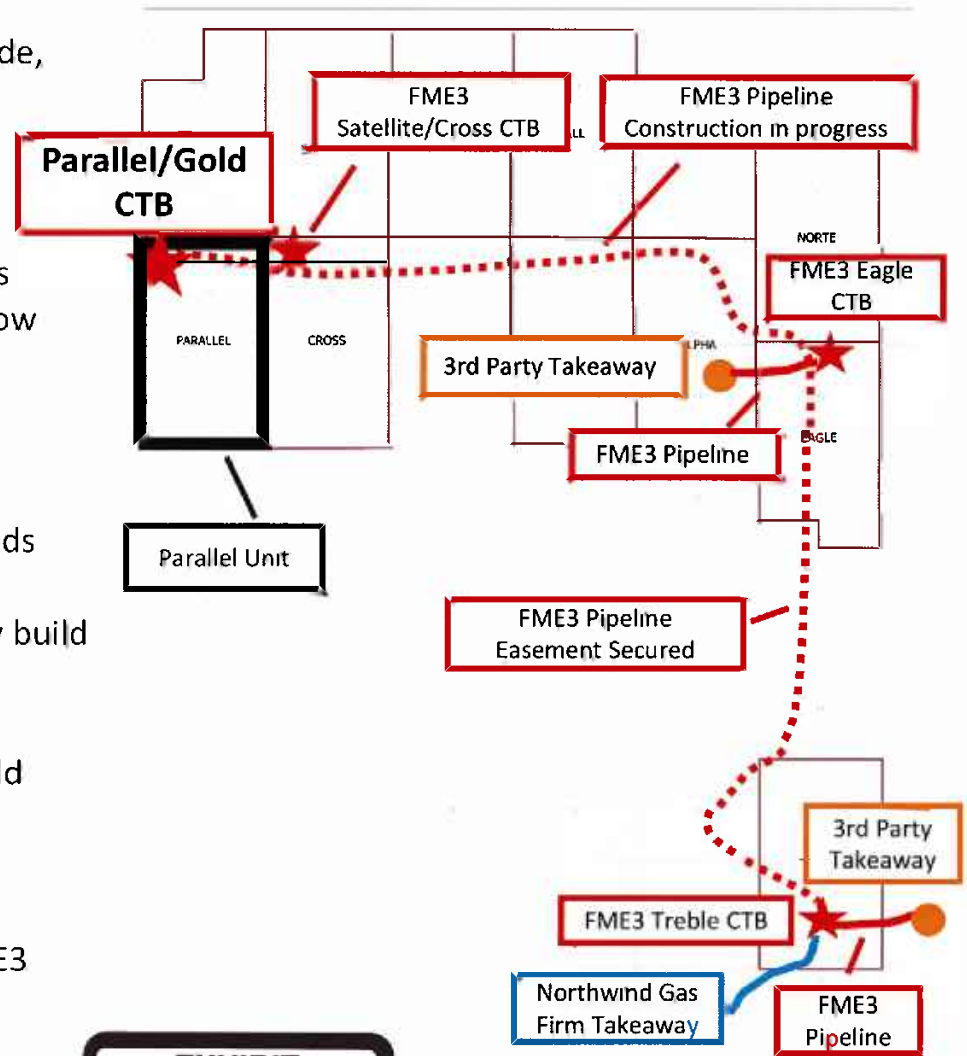 de,
FME3
Satellite/Cross CTB
FME3 Pipeline
Construction in progress
ALL
Parallel/Gold
CTB
s
ow
NORTE
FME3 Eagle
CTB
PARALLEL
CROSS
3rd Party Takeaway
LPHA
FME3 Pipeline
EAGLE
ds
Parallel Unit
FME3 Pipeline
Easement Secured
build
ld
3rd Party
Takeaway
FME3 Treble CTB
E3
Northwind Gas
Firm Takeaway
FME3
Pipeline